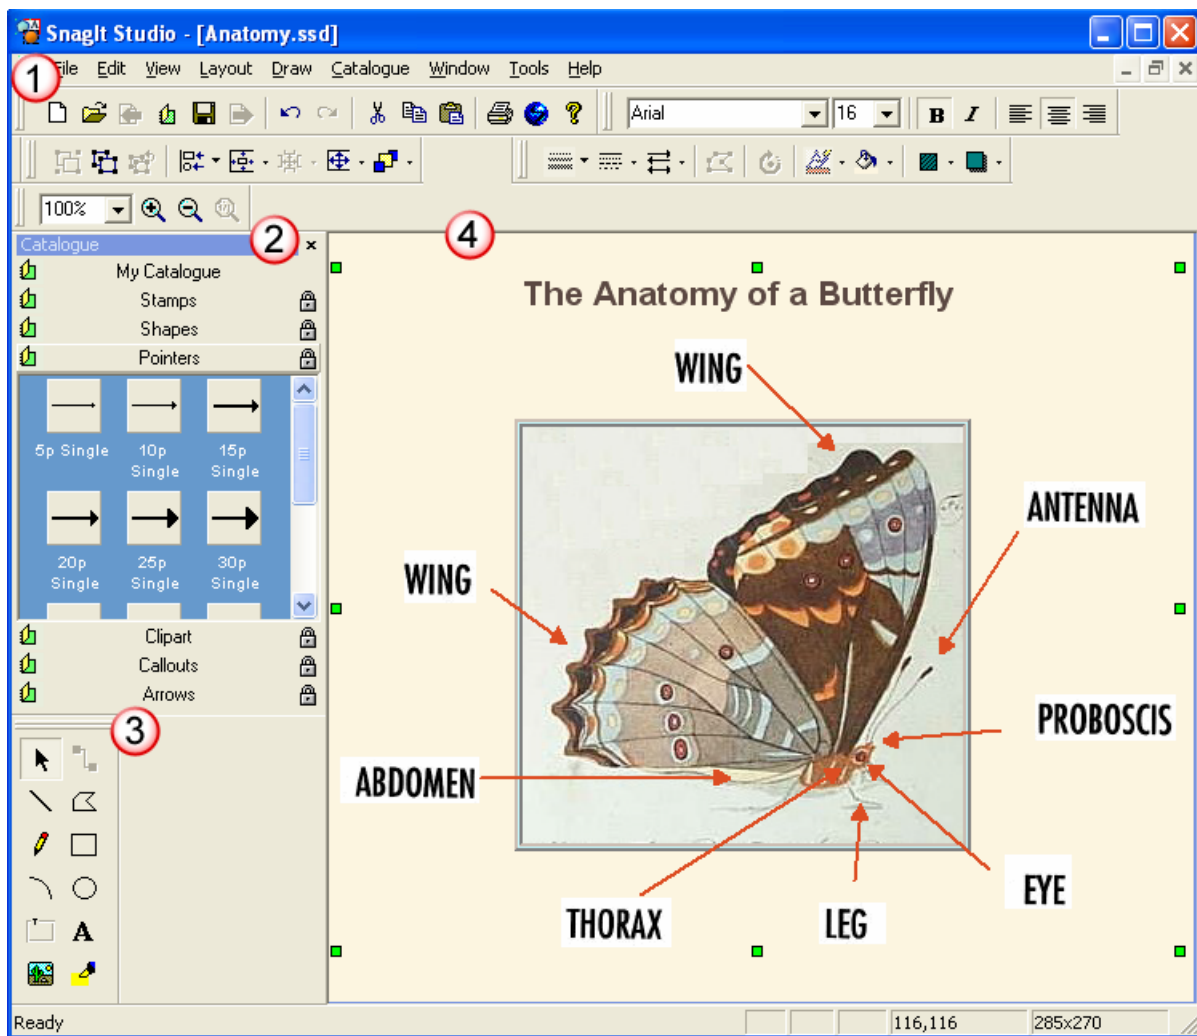 SnagIt Studio - [Anatomy.ssd]
1
File Edit View Layout Draw Catalogue Window Tools Help
Arial 16 B I
100%
2
4
Catalogue
My Catalogue
Stamps
Shapes
Pointers
5p Single 10p Single 15p Single
20p Single 25p Single 30p Single
Clipart
Callouts
Arrows
3
A
The Anatomy of a Butterfly
WING
ANTENNA
WING
PROBOSCIS
ABDOMEN
EYE
THORAX
LEG
Ready 116,116 285x270